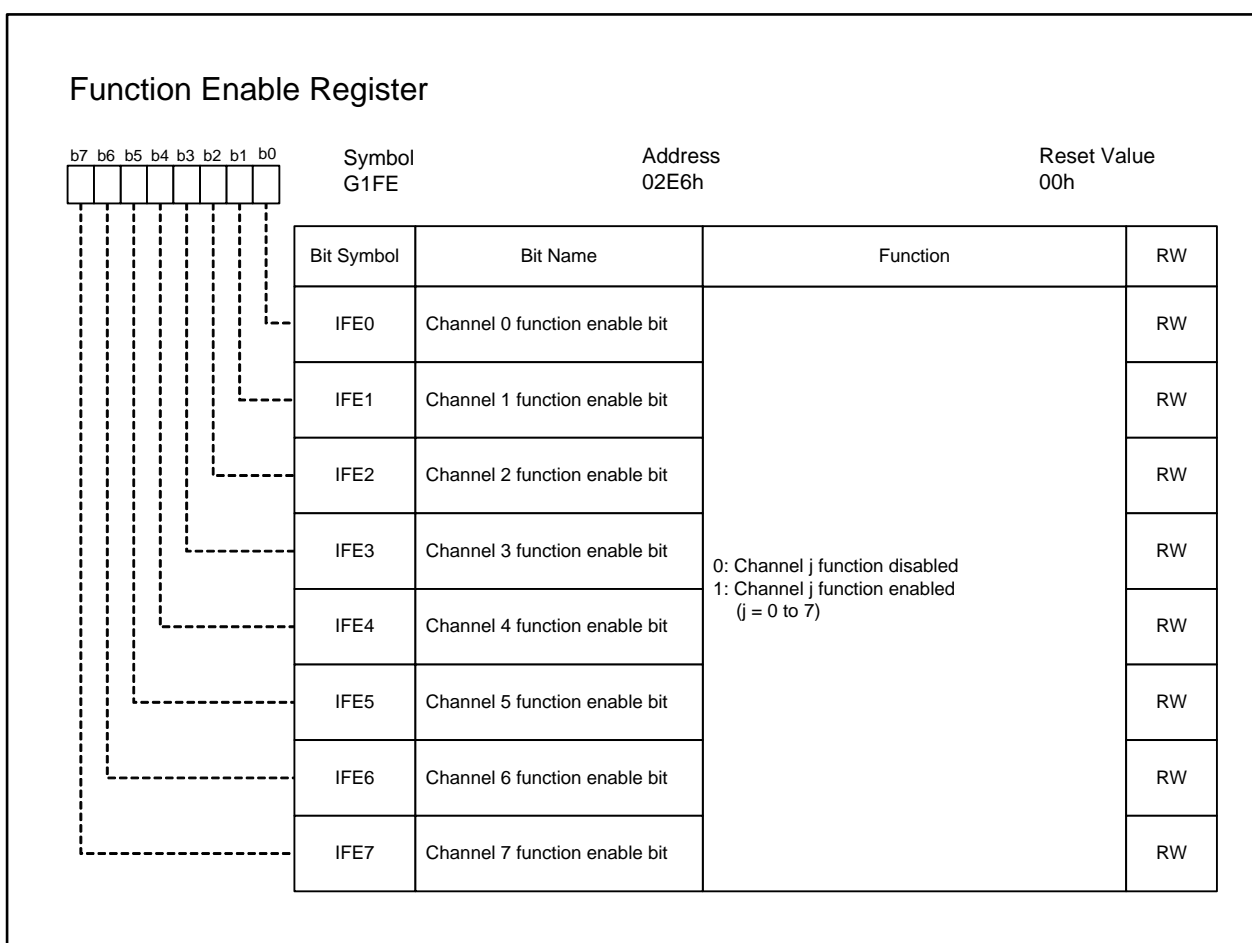 Function Enable Register
b7 b6 b5 b4 b3 b2 b1 b0
Symbol Address Reset Value
G1FE 02E6h 00h
Bit Symbol Bit Name Function RW
IFE0 Channel 0 function enable bit RW
IFE1 Channel 1 function enable bit RW
IFE2 Channel 2 function enable bit RW
IFE3 Channel 3 function enable bit RW
0: Channel j function disabled
1: Channel j function enabled
(j = 0 to 7)
IFE4 Channel 4 function enable bit RW
IFE5 Channel 5 function enable bit RW
IFE6 Channel 6 function enable bit RW
IFE7 Channel 7 function enable bit RW